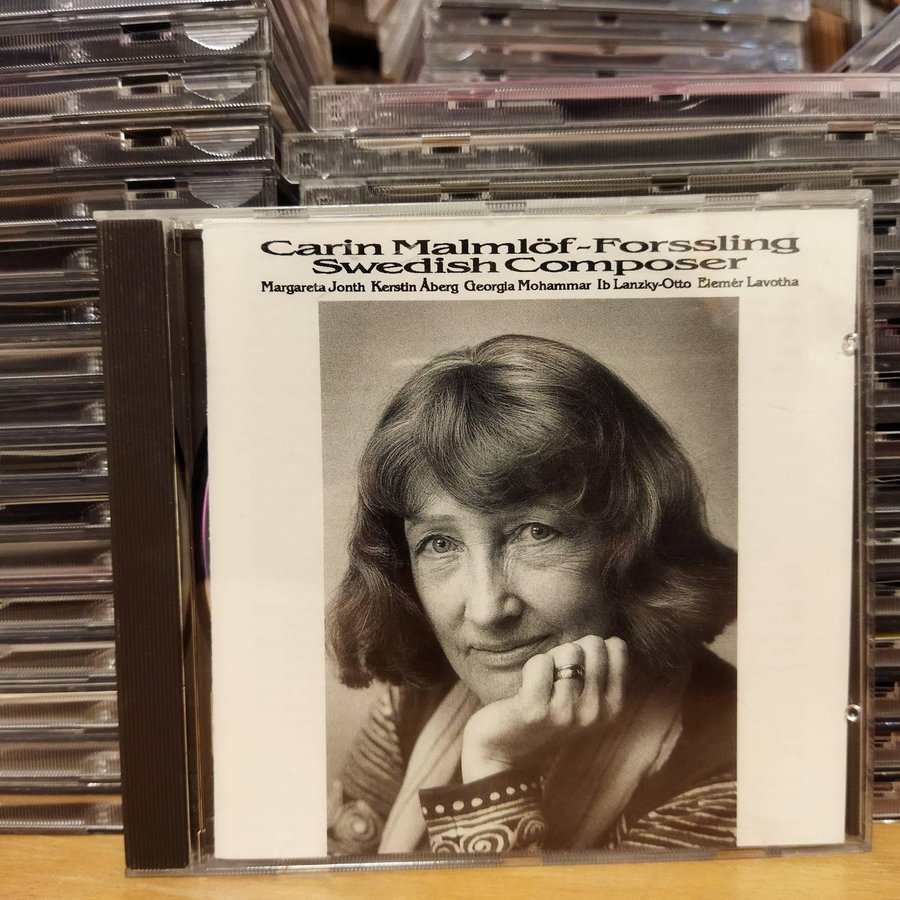 Carin Malmlöf-Forssling
Swedish Composer
Margareta Jonth Kerstin Åberg Georgia Mohammar Ib Lanzky-Otto Elemér Lavotha